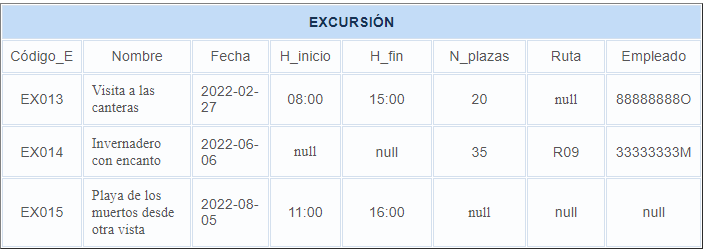 EXCURSIÓN
Código_E Nombre Fecha H_inicio H_fin N_plazas Ruta Empleado
EX013 Visita a las canteras 2022-02-27 08:00 15:00 20 null 88888888O
EX014 Invernadero con encanto 2022-06-06 null null 35 R09 33333333M
EX015 Playa de los muertos desde otra vista 2022-08-05 11:00 16:00 null null null